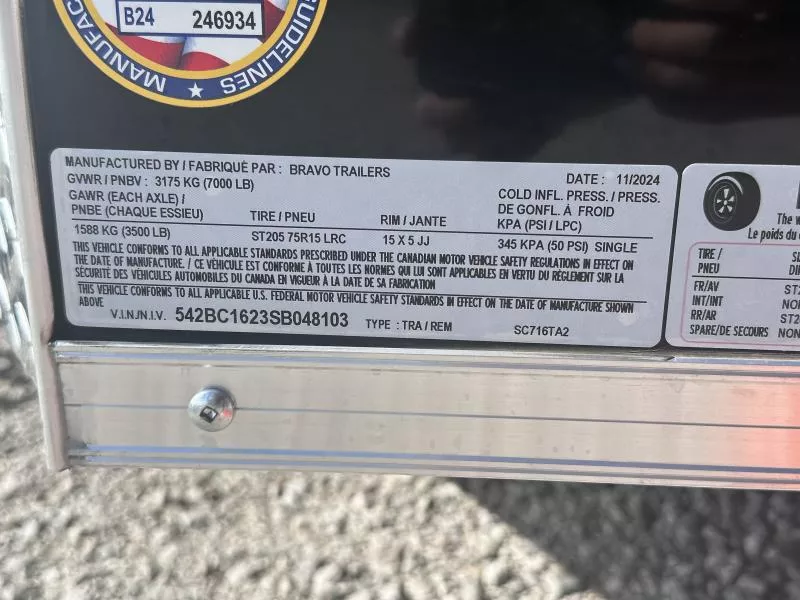 B24 246934
MANUFAC
GUIDELINES
MANUFACTURED BY / FABRIQUÉ PAR : BRAVO TRAILERS
DATE : 11/2024
GVWR / PNBV : 3175 KG (7000 LB)
GAWR (EACH AXLE) /
PNBE (CHAQUE ESSIEU)
TIRE / PNEU
RIM / JANTE
COLD INFL. PRESS. / PRESS.
DE GONFL. À FROID
KPA (PSI / LPC)
1588 KG (3500 LB)
ST205 75R15 LRC
15 X 5 JJ
345 KPA (50 PSI) SINGLE
THIS VEHICLE CONFORMS TO ALL APPLICABLE STANDARDS PRESCRIBED UNDER THE CANADIAN MOTOR VEHICLE SAFETY REGULATIONS IN EFFECT ON
THE DATE OF MANUFACTURE. / CE VÉHICULE EST CONFORME À TOUTES LES NORMES QUI LUI SONT APPLICABLES EN VERTU DU RÉGLEMENT SUR LA
SÉCURITÉ DES VÉHICULES AUTOMOBILES DU CANADA EN VIGUEUR À LA DATE DE SA FABRICATION
THIS VEHICLE CONFORMS TO ALL APPLICABLE U.S. FEDERAL MOTOR VEHICLE SAFETY STANDARDS IN EFFECT ON THE DATE OF MANUFACTURE SHOWN
ABOVE
V.I.N./N.I.V. 542BC1623SB048103 TYPE : TRA / REM SC716TA2
The
Le poids du
TIRE /
PNEU
FR/AV
INT/INT
RR/AR
SPARE/DE SECOURS